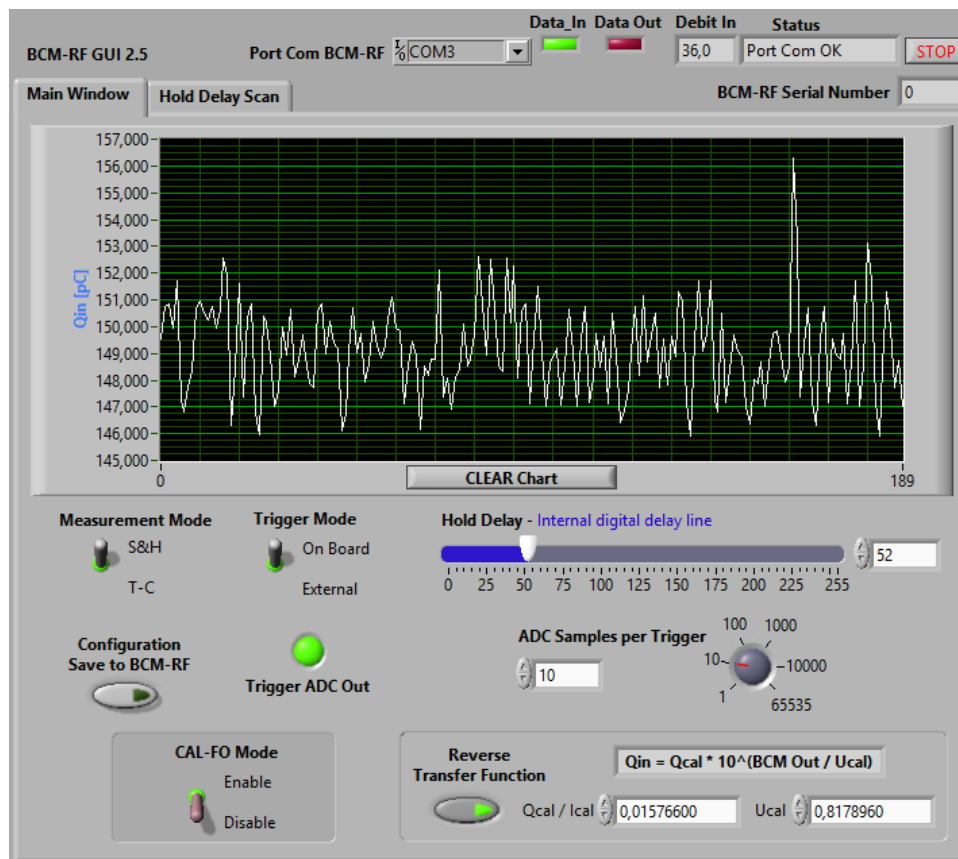 Data_In Data Out Debit In Status
BCM-RF GUI 2.5 Port Com BCM-RF COM3 36,0 Port Com OK STOP
Main Window Hold Delay Scan BCM-RF Serial Number 0
157,000
156,000
155,000
154,000
153,000
152,000
151,000
150,000
149,000
148,000
147,000
146,000
145,000
Qin [pC]
0 CLEAR Chart 189
Measurement Mode Trigger Mode Hold Delay - Internal digital delay line
S&H On Board 52
T-C External 0 25 50 75 100 125 150 175 200 225 255
Configuration
Save to BCM-RF
Trigger ADC Out
ADC Samples per Trigger
10
1 10 100 1000 10000 65535
CAL-FO Mode
Enable
Disable
Reverse
Transfer Function
Qin = Qcal * 10^(BCM Out / Ucal)
Qcal / Ical 0,01576600 Ucal 0,8178960